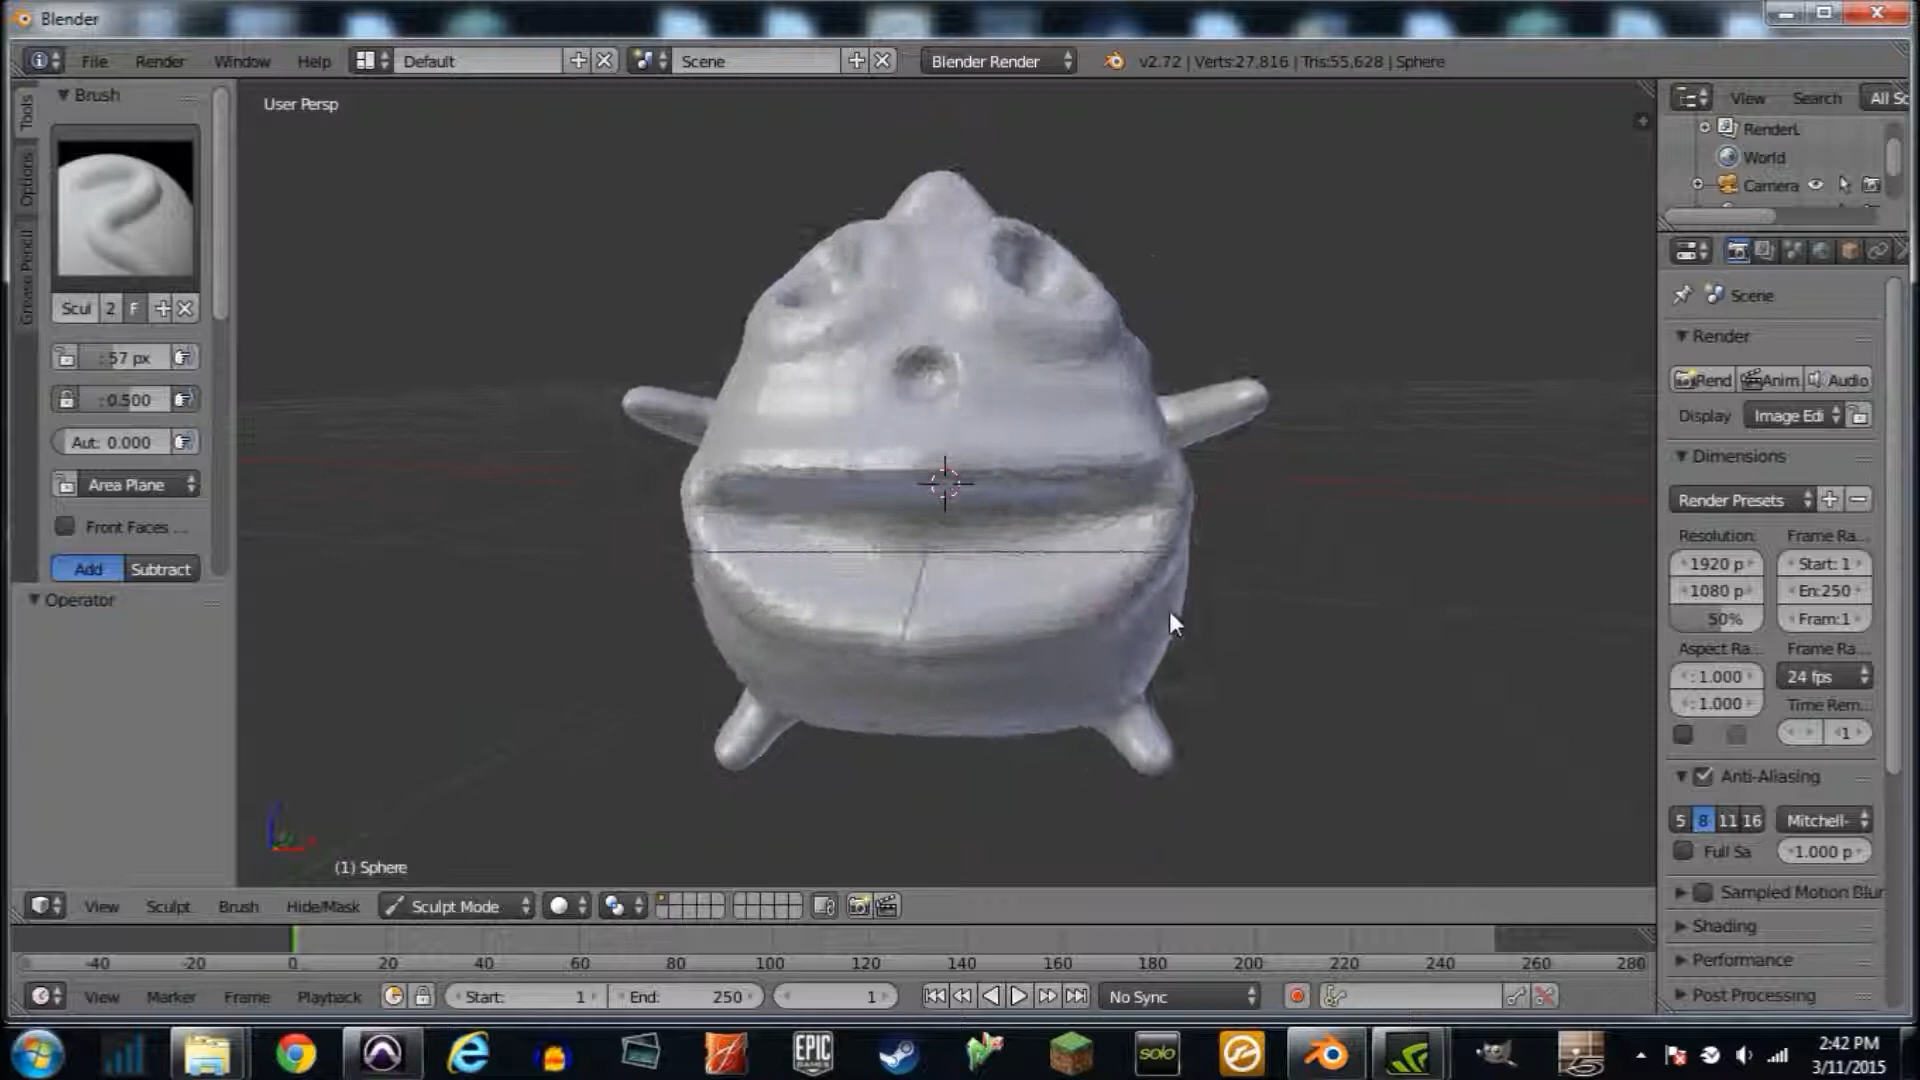 Blender
File Render Window Help Default Scene Blender Render v2.72 | Verts:27,816 | Tris:55,628 | Sphere
Tools
Options
Grease Pencil
Brush
Scul 2 F
: 57 px
: 0.500
Aut: 0.000
Area Plane
Front Faces ...
Add Subtract
Operator
User Persp
(1) Sphere
View Search All Sc
RenderL
World
Camera
Scene
Render
Rend Anim Audio
Display Image Edi
Dimensions
Render Presets
Resolution: Frame Ra...
1920 p Start: 1
1080 p En:250
50% Fram:1
Aspect Ra... Frame Ra...
: 1.000 24 fps
: 1.000 Time Rem...
1
Anti-Aliasing
5 8 11 16 Mitchell-
Full Sa 1.000 p
Sampled Motion Blur
Shading
Performance
Post Processing
View Sculpt Brush Hide/Mask Sculpt Mode
-40 -20 0 20 40 60 80 100 120 140 160 180 200 220 240 260 280
View Marker Frame Playback Start: 1 End: 250 1 No Sync
EPIC
GAMES
solo
2:42 PM
3/11/2015